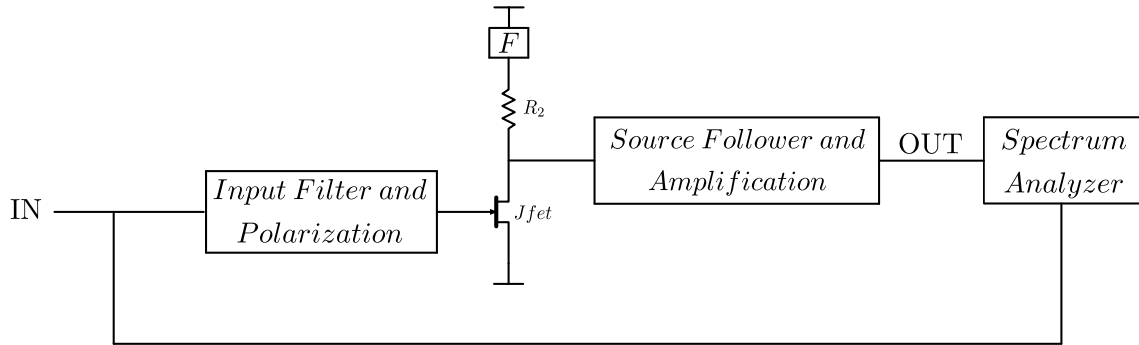 F
R2
Source Follower and
Amplification
OUT
Spectrum
Analyzer
IN
Input Filter and
Polarization
Jfet